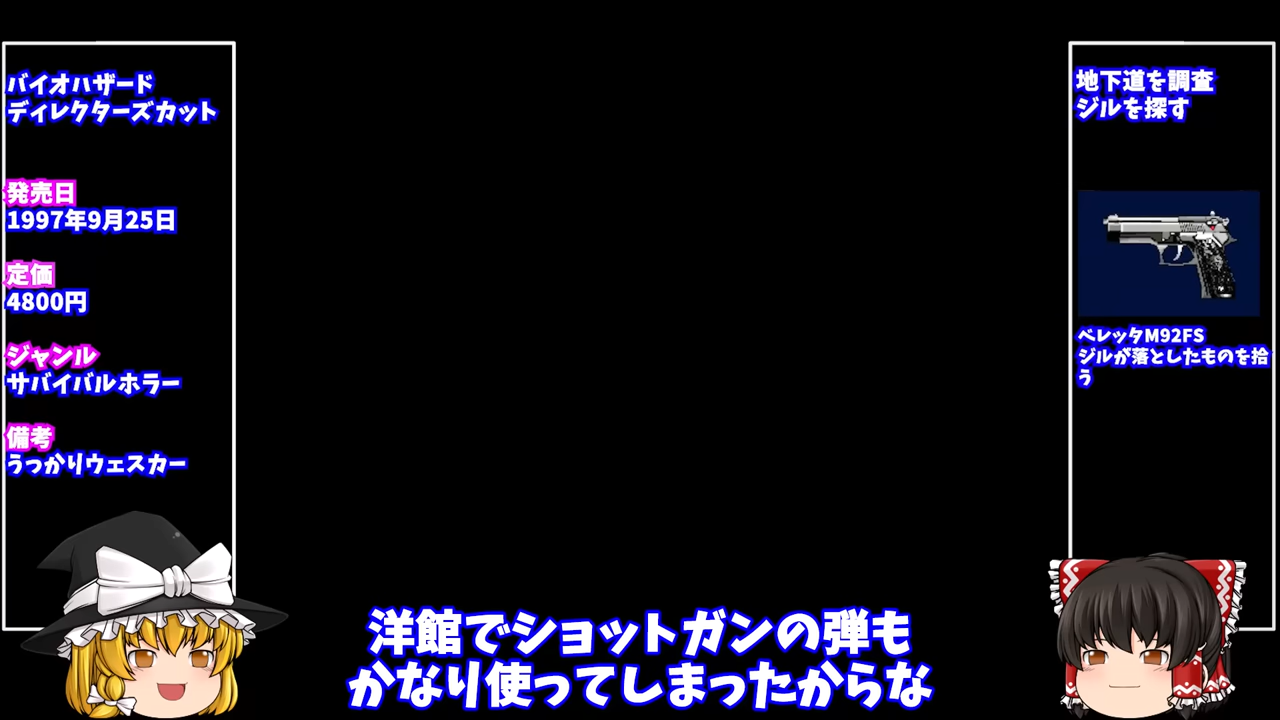 バイオハザード
ディレクターズカット
発売日
1997年9月25日
定価
4800円
ジャンル
サバイバルホラー
備考
うっかりウェスカー
地下道を調査
ジルを探す
ベレッタM92FS
ジルが落としたものを拾
う
洋館でショットガンの弾も
かなり使ってしまったからな